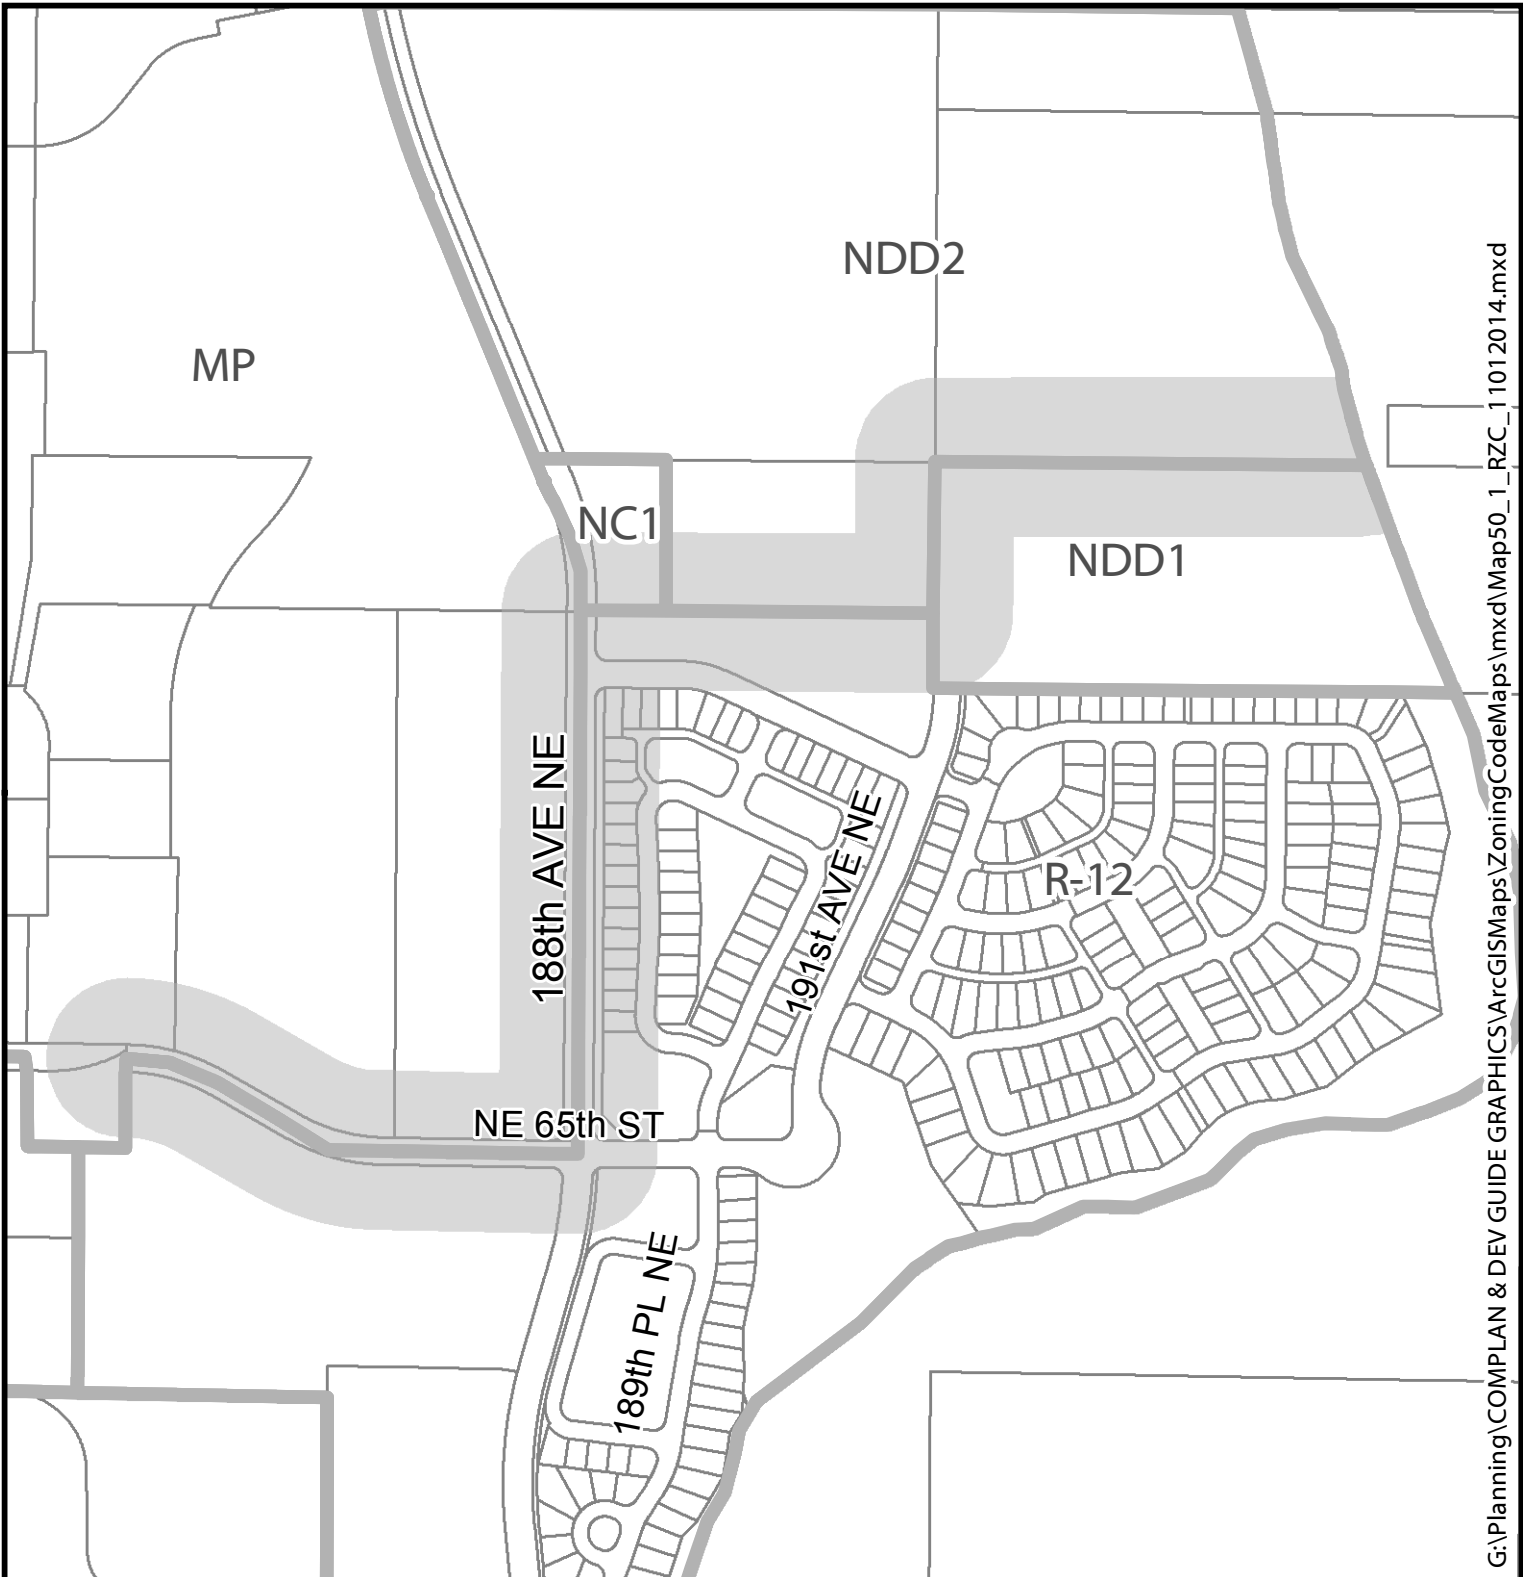 NDD2
MP
NC1
NDD1
188th AVE NE
191st AVE NE
R-12
NE 65th ST
189th PL NE
G:\Planning\COMPLAN & DEV GUIDE GRAPHICS\ArcGISMaps\ZoningCodeMaps\mxd\Map50_1_RZC_11012014.mxd